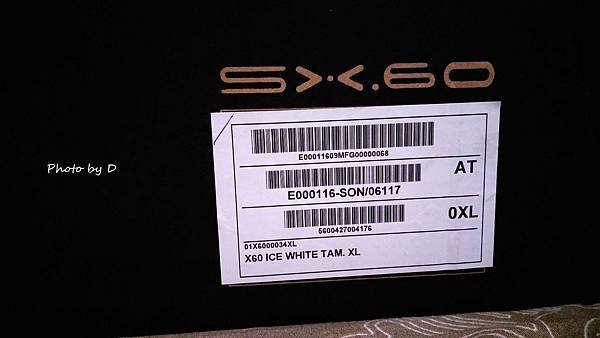 SX.60
E00011609MFG00000068
AT
E000116-SON/06117
0XL
5600427004176
01X6000034XL
X60 ICE WHITE TAM. XL
Photo by D